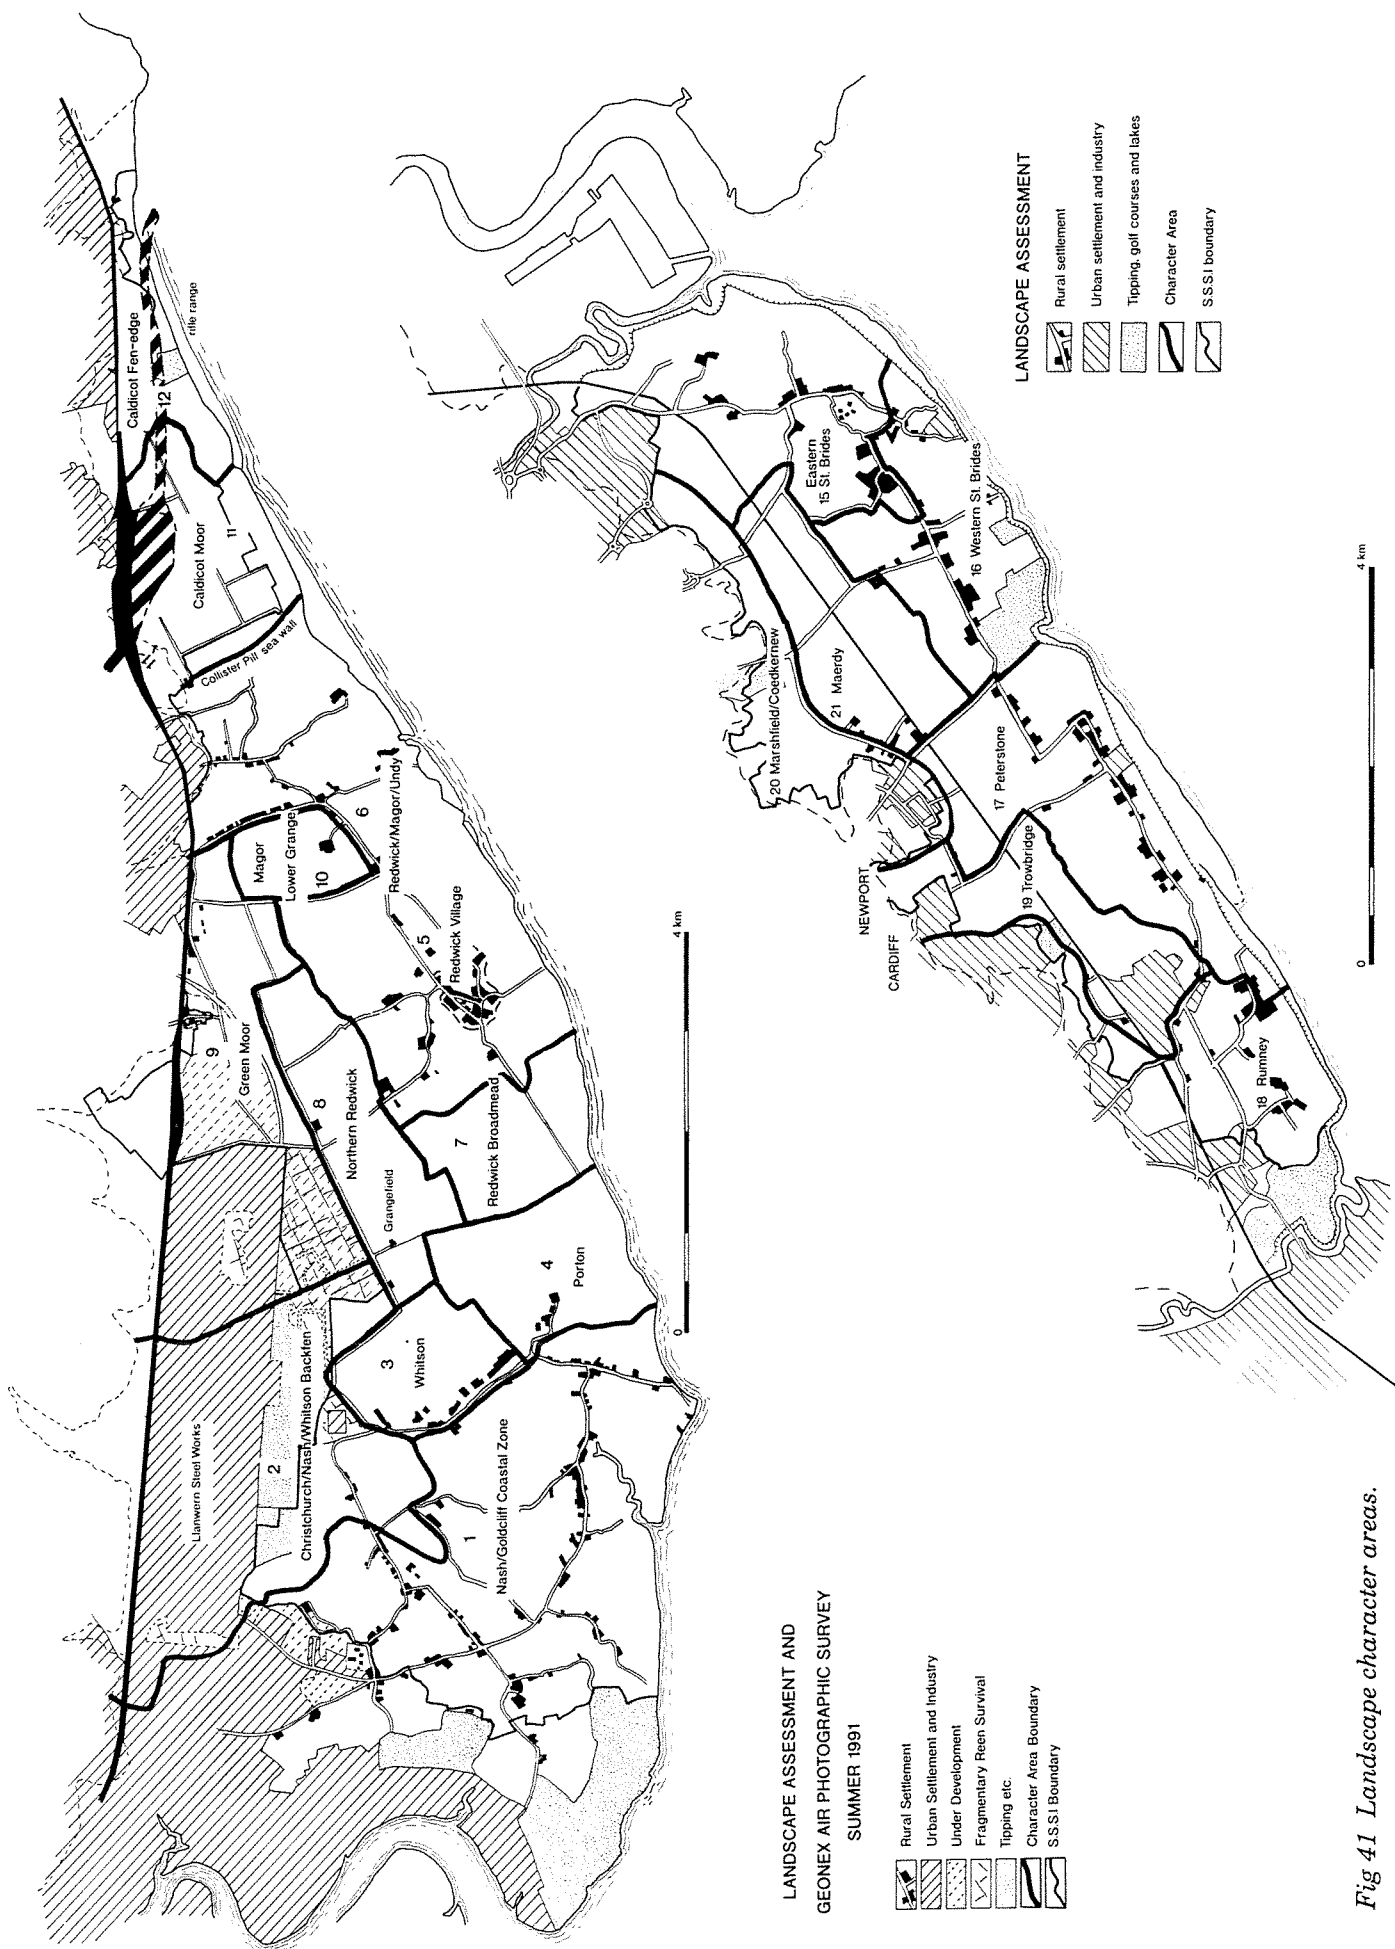 Llanwern Steel Works
2
Christchurch/Nash/Whitson Backfen
1
Nash/Goldcliff Coastal Zone
3
Whitson
4
Porton
Grangefield
8
Northern Redwick
7
Redwick Broadmead
9
Green Moor
5
Redwick Village
6
Redwick/Magor/Undy
Magor
Lower Grange
10
Collister Pill sea wall
Caldicot Moor
11
12
Caldicot Fen-edge
rifle range
0
4 km
LANDSCAPE ASSESSMENT AND
GEONEX AIR PHOTOGRAPHIC SURVEY
SUMMER 1991
Rural Settlement
Urban Settlement and Industry
Under Development
Fragmentary Reen Survival
Tipping etc.
Character Area Boundary
S.S.S.I Boundary
18 Rumney
19 Trowbridge
CARDIFF
NEWPORT
17 Peterstone
20 Marshfield/Coedkernew
21 Maerdy
16 Western St. Brides
Eastern
15 St. Brides
LANDSCAPE ASSESSMENT
Rural settlement
Urban settlement and industry
Tipping, golf courses and lakes
Character Area
S.S.S.I boundary
0
4 km
Fig 41 Landscape character areas.